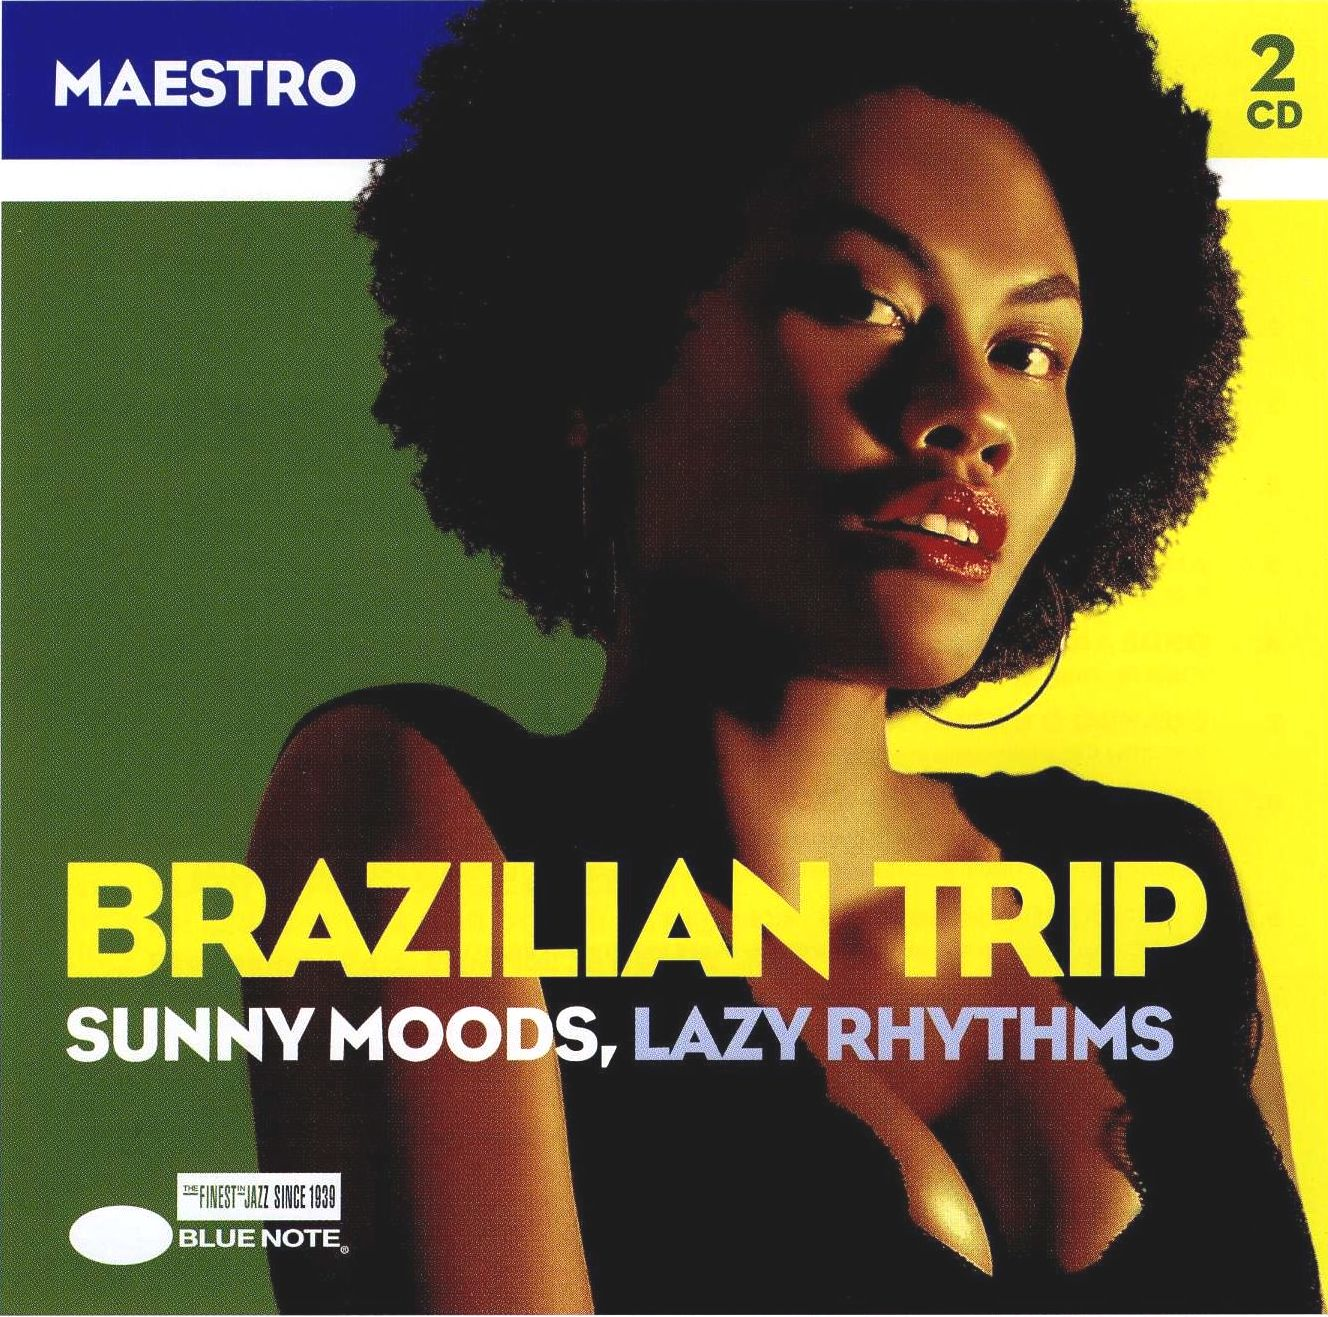 MAESTRO
2
CD
BRAZILIAN TRIP
SUNNY MOODS, LAZY RHYTHMS
THE FINEST IN JAZZ SINCE 1939
BLUE NOTE®